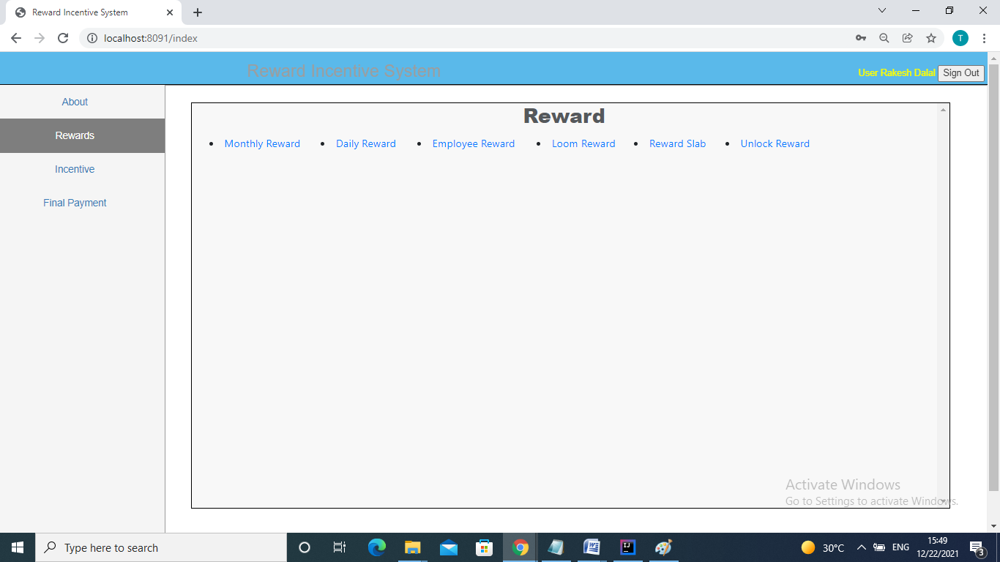 Reward Incentive System
localhost:8091/index
T
Reward Incentive System
User Rakesh Dalal Sign Out
About
Rewards
Incentive
Final Payment
Reward
• Monthly Reward • Daily Reward • Employee Reward • Loom Reward • Reward Slab • Unlock Reward
Activate Windows
Go to Settings to activate Windows.
Type here to search
30°C
ENG
15:49
12/22/2021
3